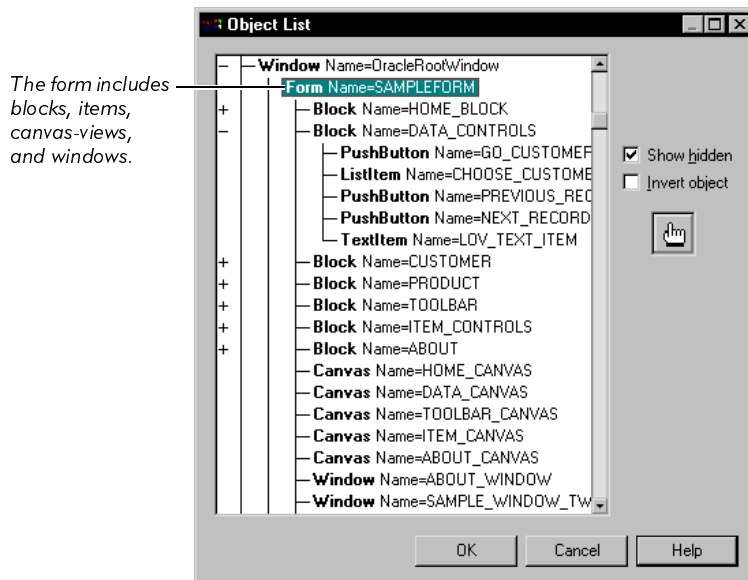 Object List
The form includes
blocks, items,
canvas-views,
and windows.
Window Name=OracleRootWindow
Form Name=SAMPLEFORM
+ Block Name=HOME_BLOCK
Block Name=DATA_CONTROLS
PushButton Name=GO_CUSTOMER
ListItem Name=CHOOSE_CUSTOME
PushButton Name=PREVIOUS_REC
PushButton Name=NEXT_RECORD
TextItem Name=LOV_TEXT_ITEM
+ Block Name=CUSTOMER
+ Block Name=PRODUCT
+ Block Name=TOOLBAR
+ Block Name=ITEM_CONTROLS
+ Block Name=ABOUT
Canvas Name=HOME_CANVAS
Canvas Name=DATA_CANVAS
Canvas Name=TOOLBAR_CANVAS
Canvas Name=ITEM_CANVAS
Canvas Name=ABOUT_CANVAS
Window Name=ABOUT_WINDOW
Window Name=SAMPLE_WINDOW_TW
Show hidden
Invert object
OK Cancel Help